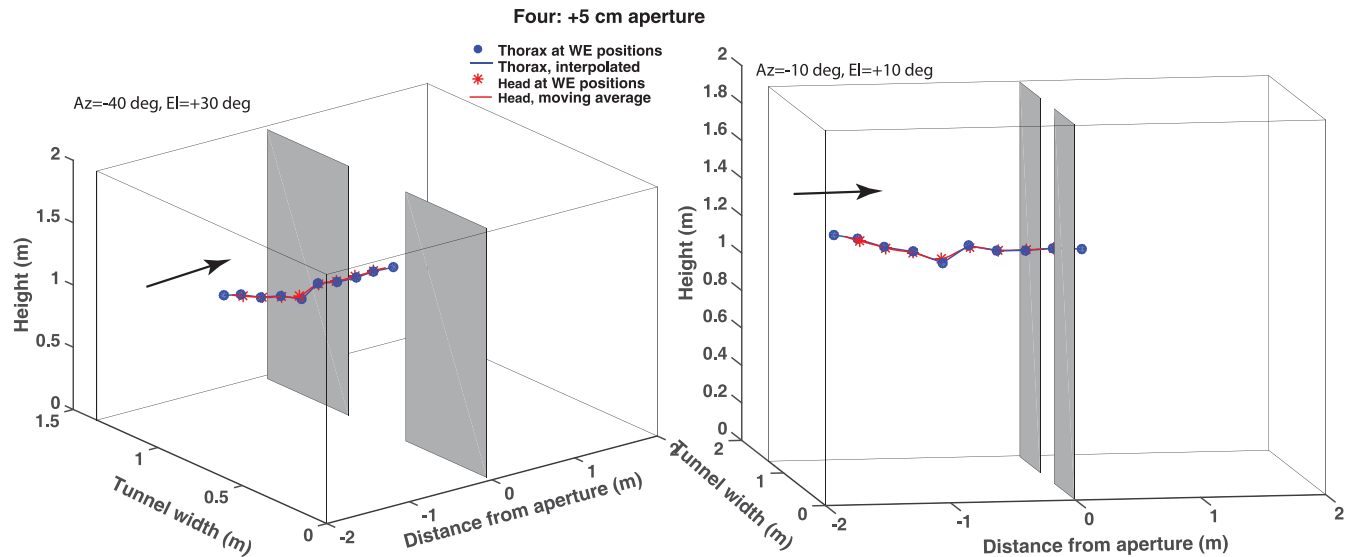 Four: +5 cm aperture
Thorax at WE positions
Thorax, interpolated
Head at WE positions
Head, moving average
Az=-40 deg, El=+30 deg
2
1.5
1
0.5
0
Height (m)
1.5
1
0.5
0
Tunnel width (m)
-2
-1
0
1
2
Distance from aperture (m)
Az=-10 deg, El=+10 deg
2
1.8
1.6
1.4
1.2
1
0.8
0.6
0.4
0.2
0
Height (m)
2
1
0
Tunnel width (m)
-2
-1
0
1
2
Distance from aperture (m)